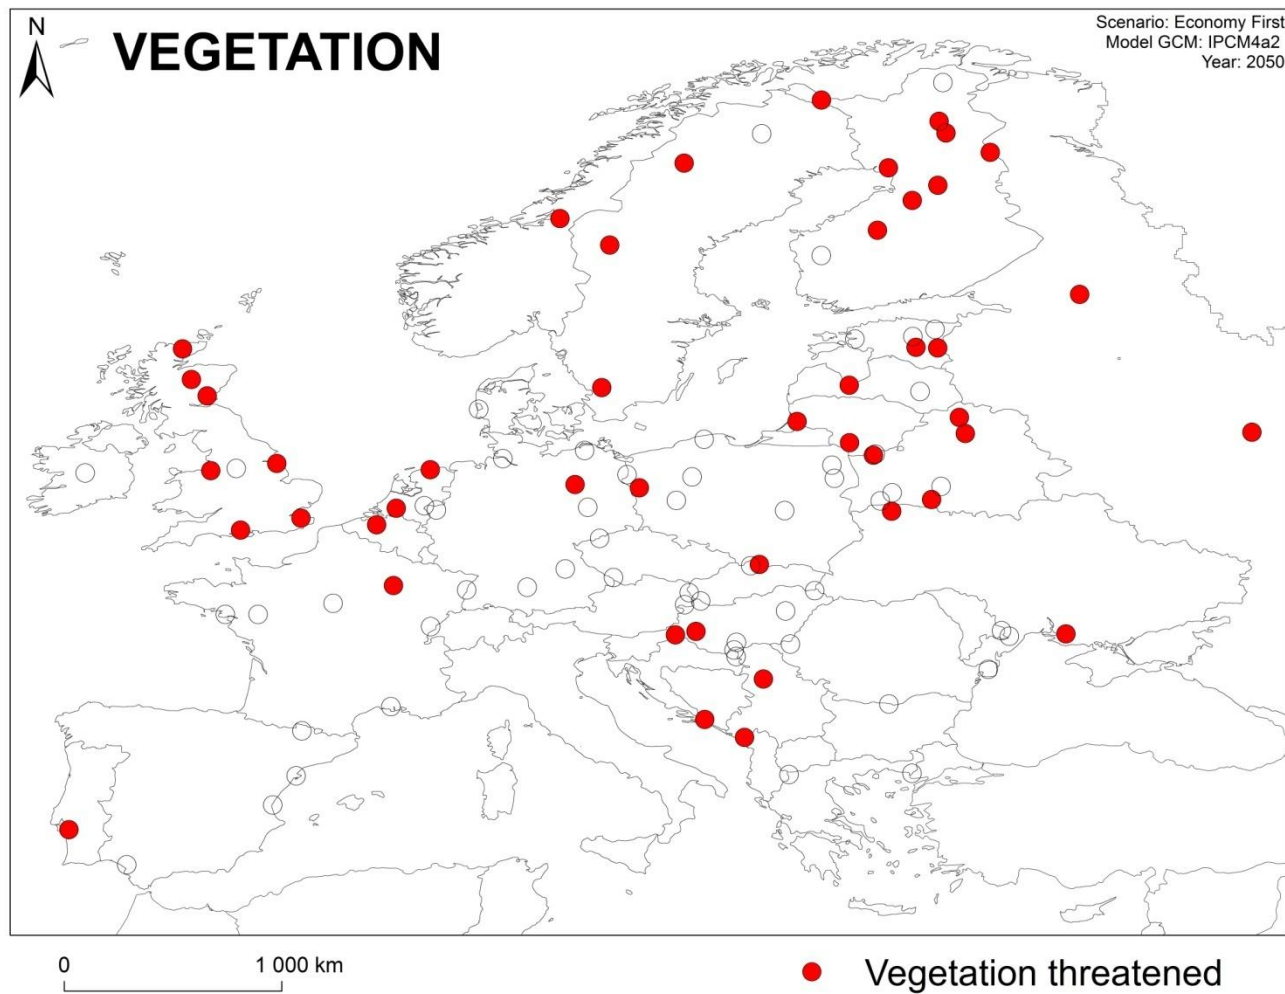 N
VEGETATION
Scenario: Economy First
Model GCM: IPCM4a2
Year: 2050
0
1 000 km
Vegetation threatened